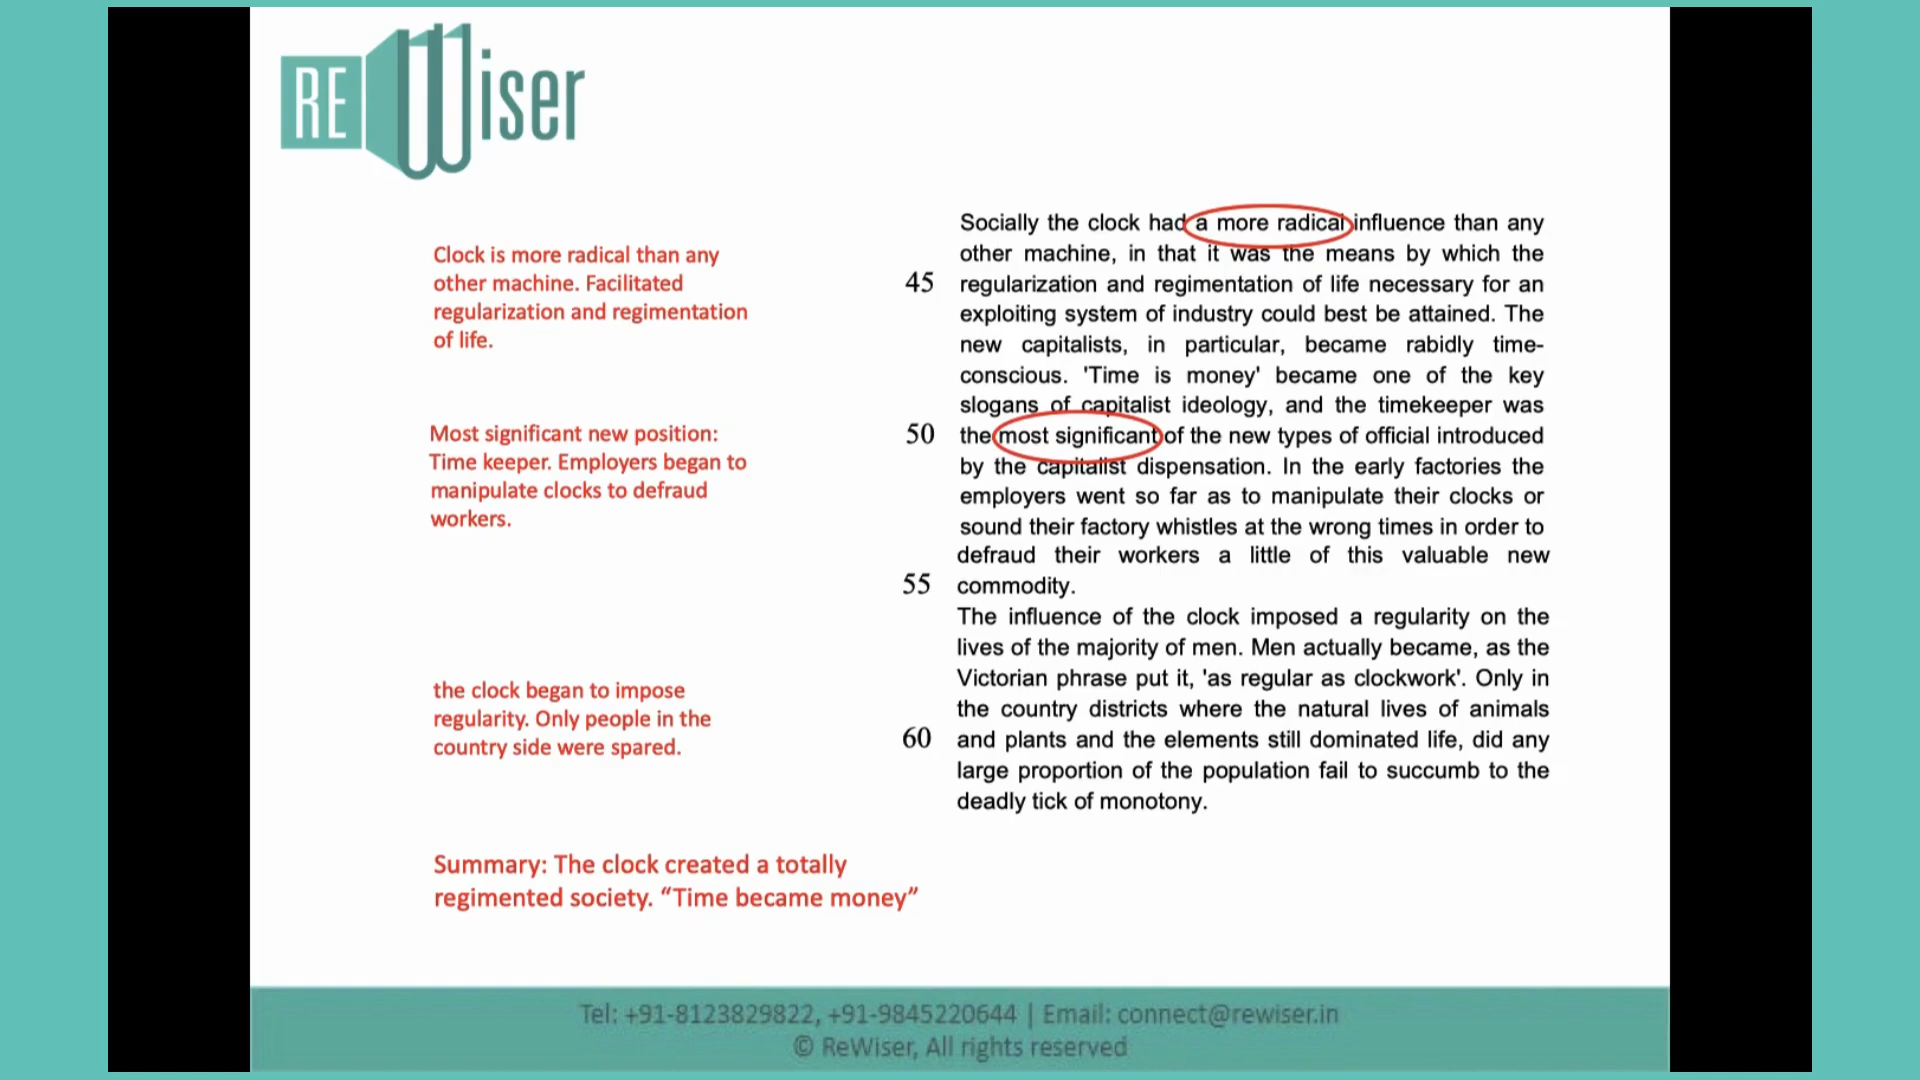 REWiser
Clock is more radical than any
other machine. Facilitated
regularization and regimentation
of life.
Most significant new position:
Time keeper. Employers began to
manipulate clocks to defraud
workers.
the clock began to impose
regularity. Only people in the
country side were spared.
Summary: The clock created a totally
regimented society. “Time became money”
Socially the clock had a more radical influence than any
other machine, in that it was the means by which the
45 regularization and regimentation of life necessary for an
exploiting system of industry could best be attained. The
new capitalists, in particular, became rabidly time-
conscious. 'Time is money' became one of the key
slogans of capitalist ideology, and the timekeeper was
50 the most significant of the new types of official introduced
by the capitalist dispensation. In the early factories the
employers went so far as to manipulate their clocks or
sound their factory whistles at the wrong times in order to
defraud their workers a little of this valuable new
55 commodity.
The influence of the clock imposed a regularity on the
lives of the majority of men. Men actually became, as the
Victorian phrase put it, 'as regular as clockwork'. Only in
the country districts where the natural lives of animals
60 and plants and the elements still dominated life, did any
large proportion of the population fail to succumb to the
deadly tick of monotony.
Tel: +91-8123829822, +91-9845220644 | Email: connect@rewiser.in
© ReWiser, All rights reserved